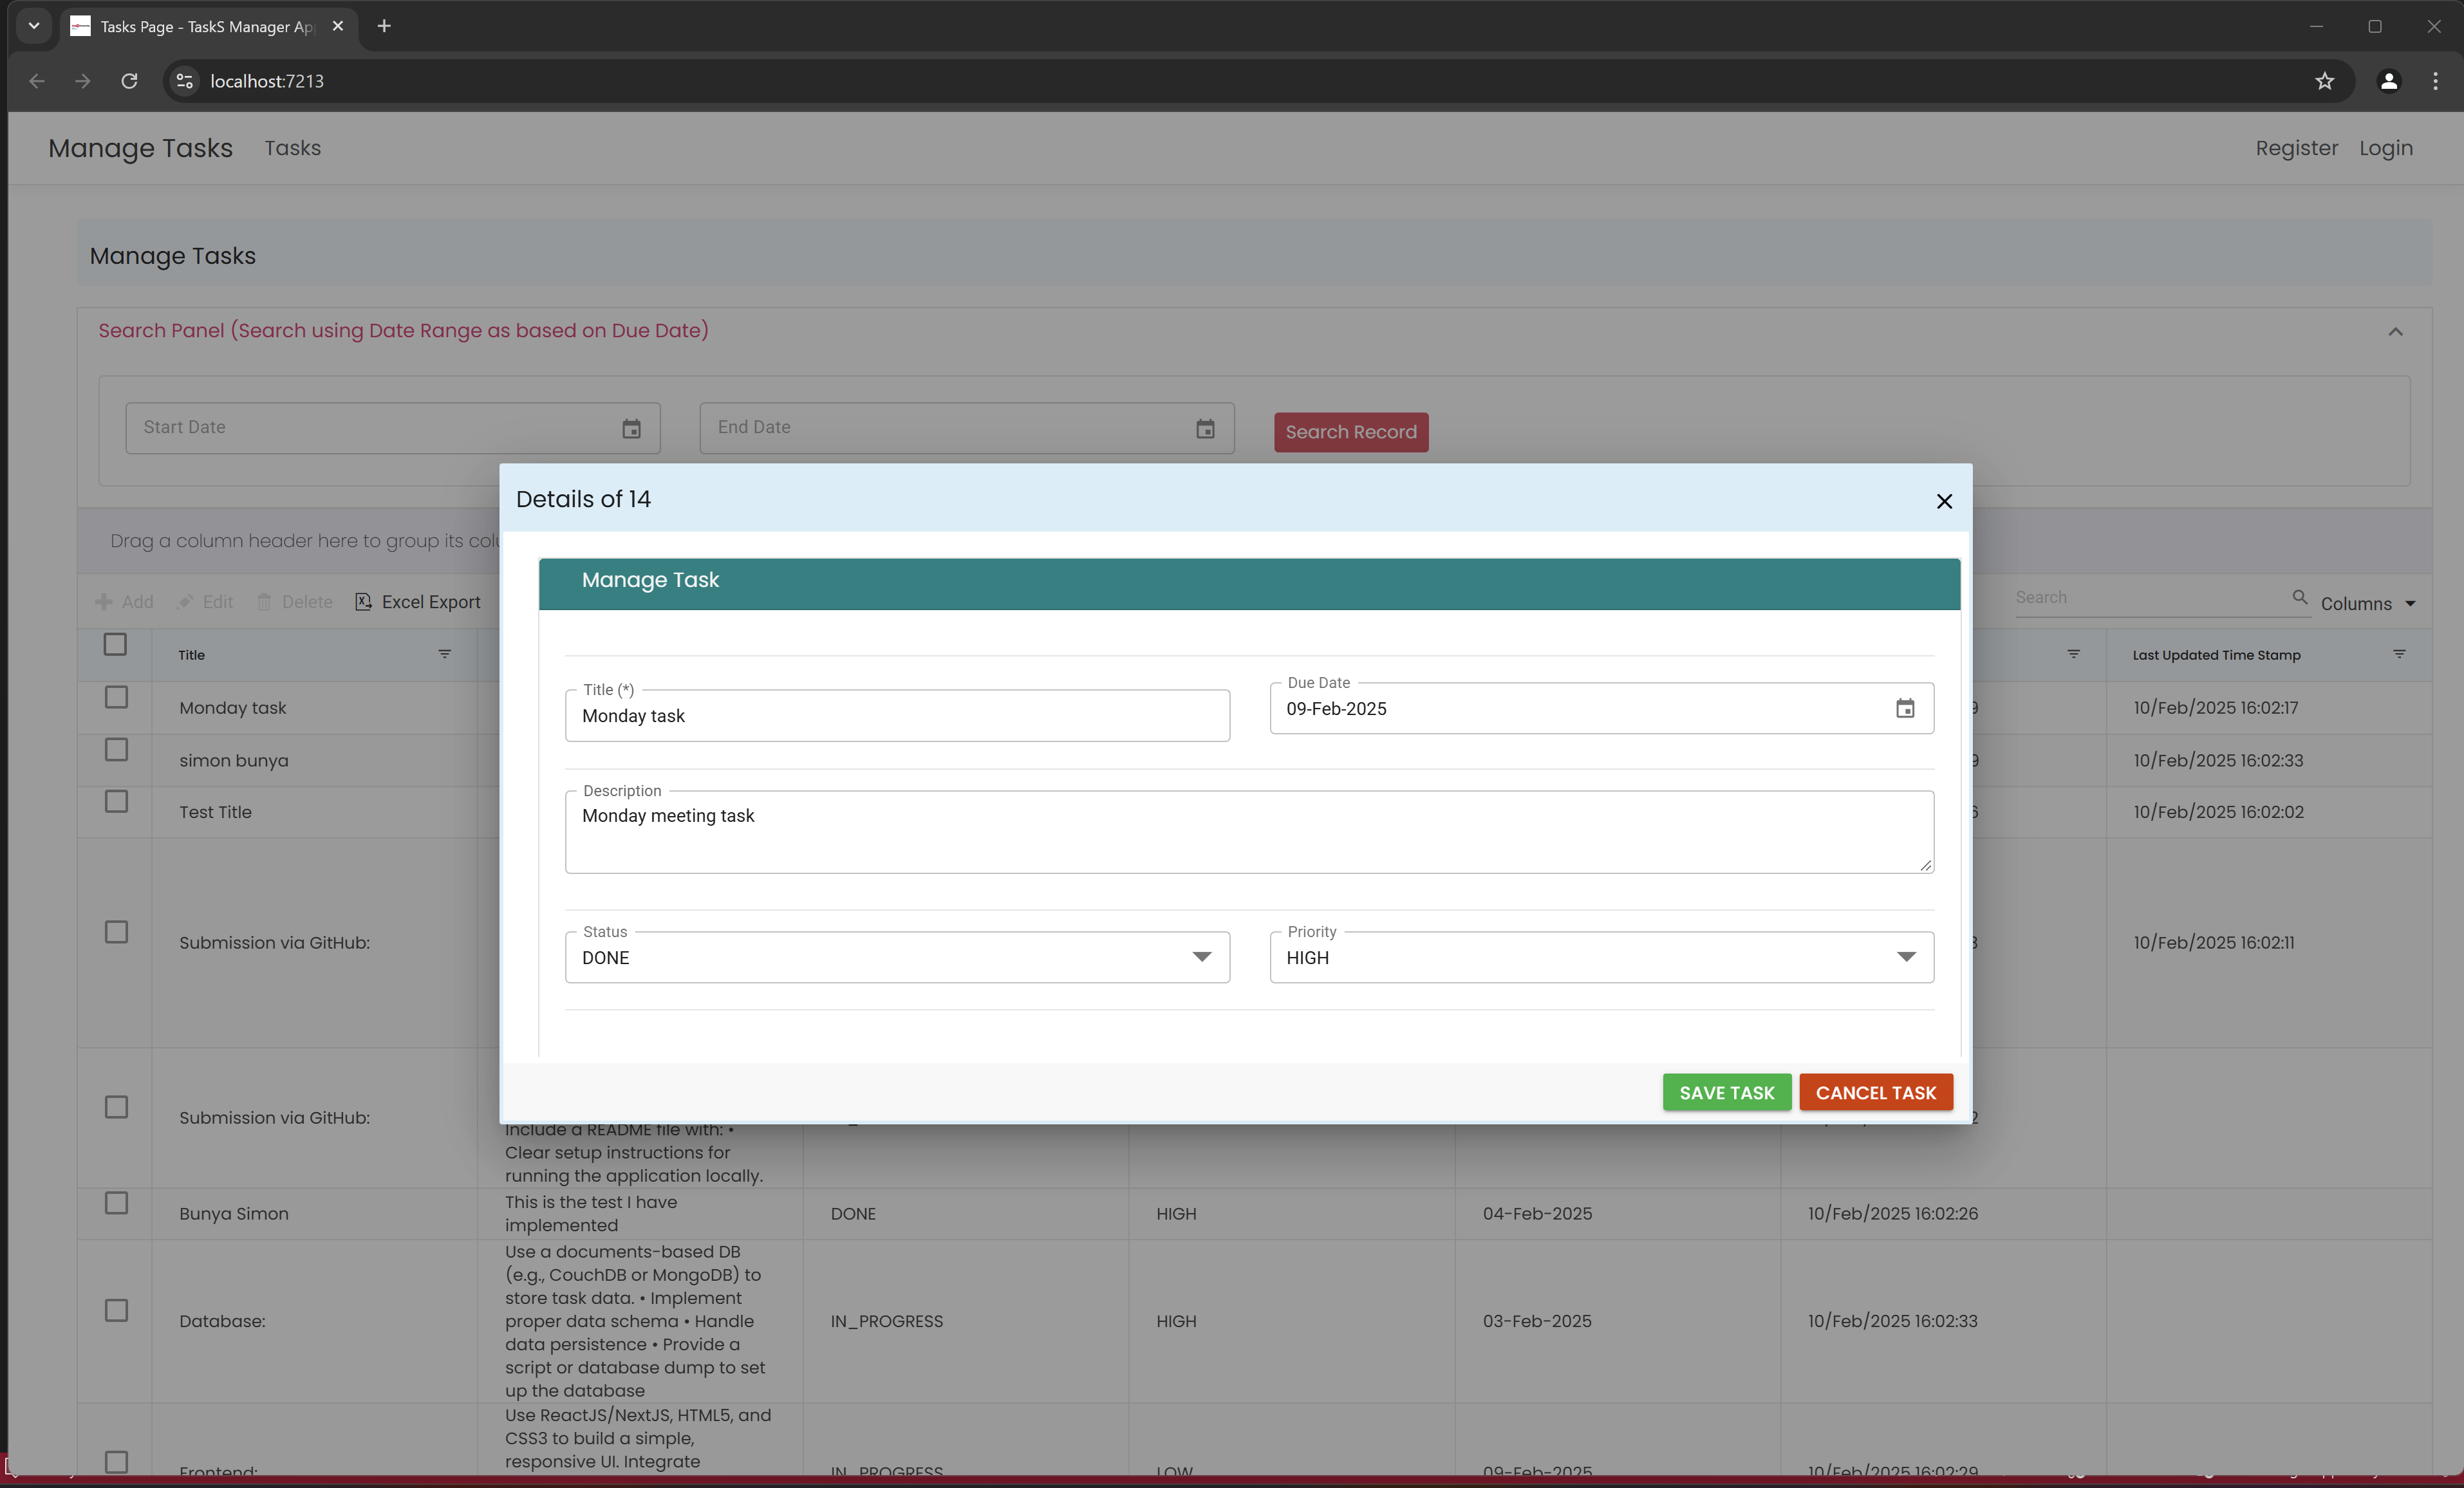 Tasks Page - TaskS Manager Ap
localhost:7213
Manage Tasks
Tasks
Register
Login
Manage Tasks
Search Panel (Search using Date Range as based on Due Date)
Start Date
End Date
Search Record
Details of 14
Drag a column header here to group its
Manage Task
Add
Edit
Delete
Excel Export
Search
Columns
Title
Last Updated Time Stamp
Title (*)
Monday task
Due Date
09-Feb-2025
Monday task
10/Feb/2025 16:02:17
simon bunya
10/Feb/2025 16:02:33
Description
Monday meeting task
Test Title
10/Feb/2025 16:02:02
Status
DONE
Priority
HIGH
Submission via GitHub:
10/Feb/2025 16:02:11
SAVE TASK
CANCEL TASK
Submission via GitHub:
Include a README file with: •
Clear setup instructions for
running the application locally.
Bunya Simon
This is the test I have
implemented
DONE
HIGH
04-Feb-2025
10/Feb/2025 16:02:26
Database:
Use a documents-based DB
(e.g., CouchDB or MongoDB) to
store task data. • Implement
proper data schema • Handle
data persistence • Provide a
script or database dump to set
up the database
IN_PROGRESS
HIGH
03-Feb-2025
10/Feb/2025 16:02:33
Frontend:
Use ReactJS/NextJS, HTML5, and
CSS3 to build a simple,
responsive UI. Integrate
IN_PROGRESS
LOW
09-Feb-2025
10/Feb/2025 16:02:29